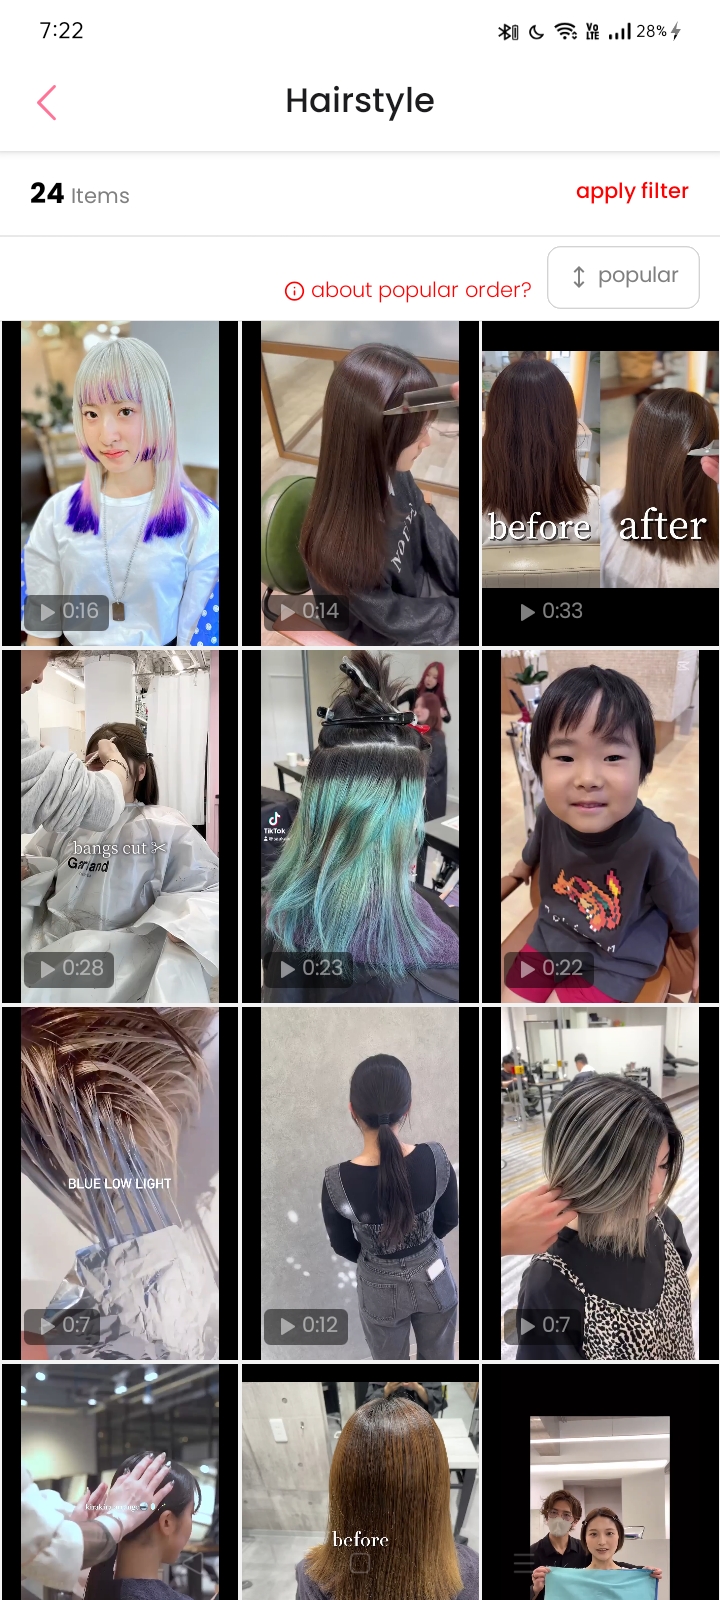 7:22
VO LTE 28%
Hairstyle
24 Items
apply filter
about popular order?
popular
0:16
0:14
before
after
0:33
bangs cut ✂
Garland
0:28
TikTok
0:23
0:22
BLUE LOW LIGHT
0:7
0:12
0:7
before